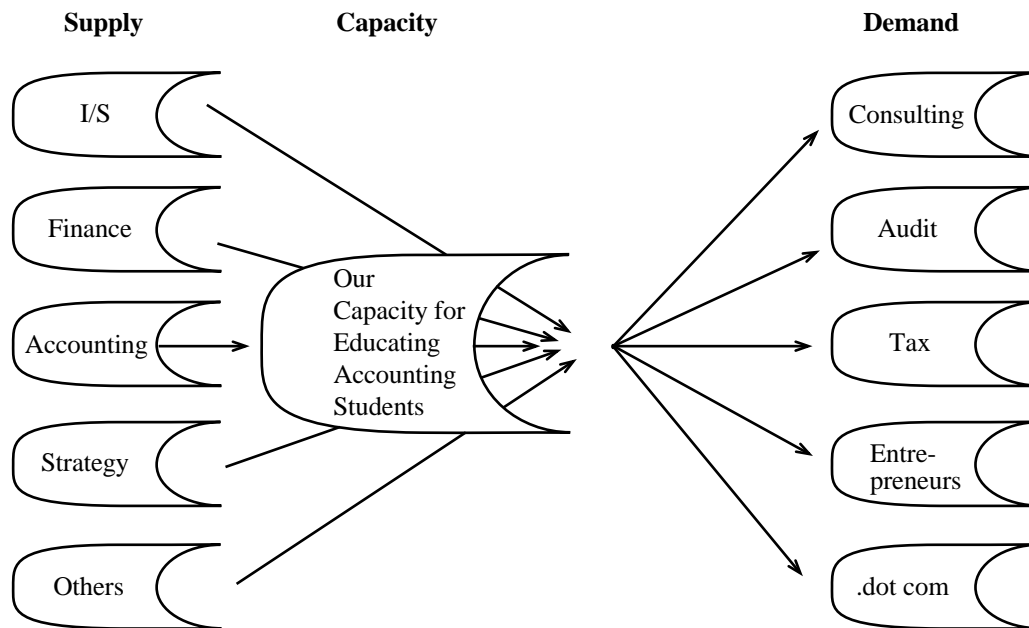 Supply
Capacity
Demand
I/S
Finance
Accounting
Strategy
Others
Our
Capacity for
Educating
Accounting
Students
Consulting
Audit
Tax
Entre-
preneurs
.dot com